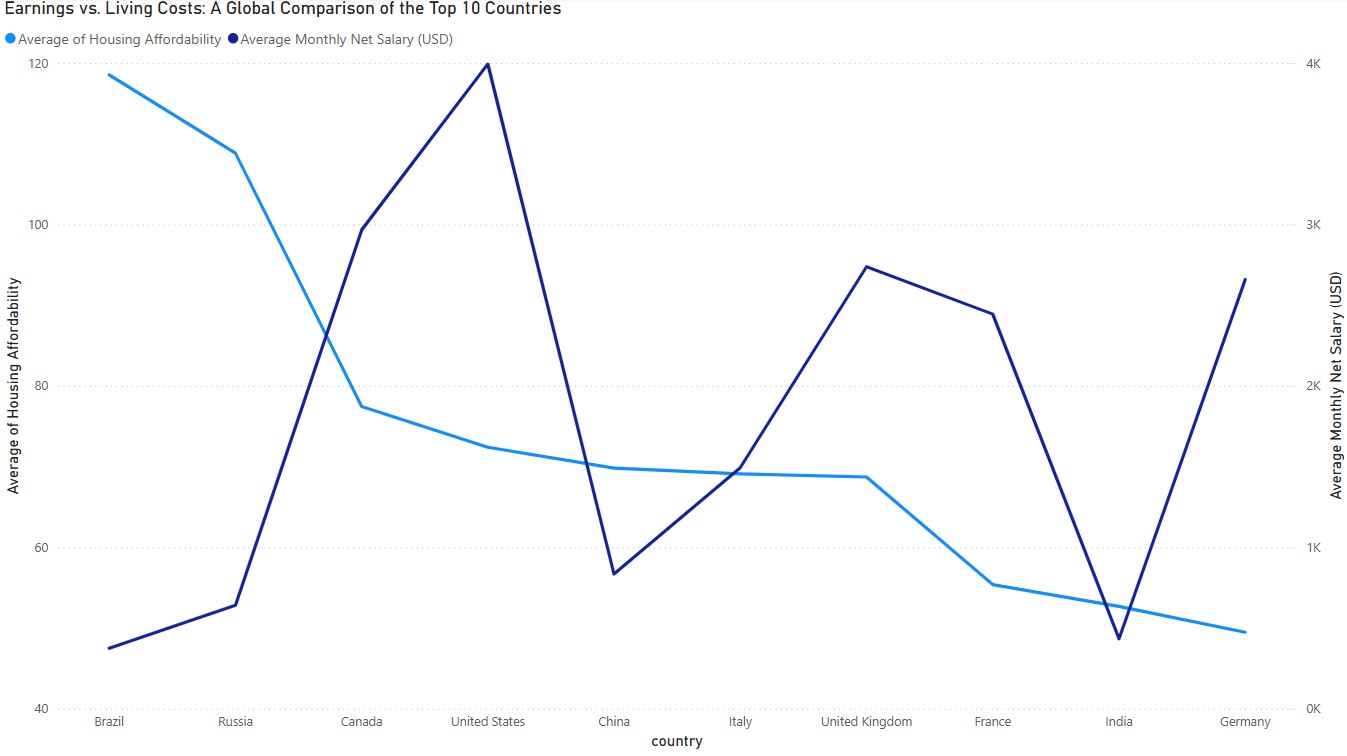 Earnings vs. Living Costs: A Global Comparison of the Top 10 Countries
Average of Housing Affordability Average Monthly Net Salary (USD)
120
100
80
60
40
Average of Housing Affordability
4K
3K
2K
1K
0K
Average Monthly Net Salary (USD)
Brazil Russia Canada United States China Italy United Kingdom France India Germany
country